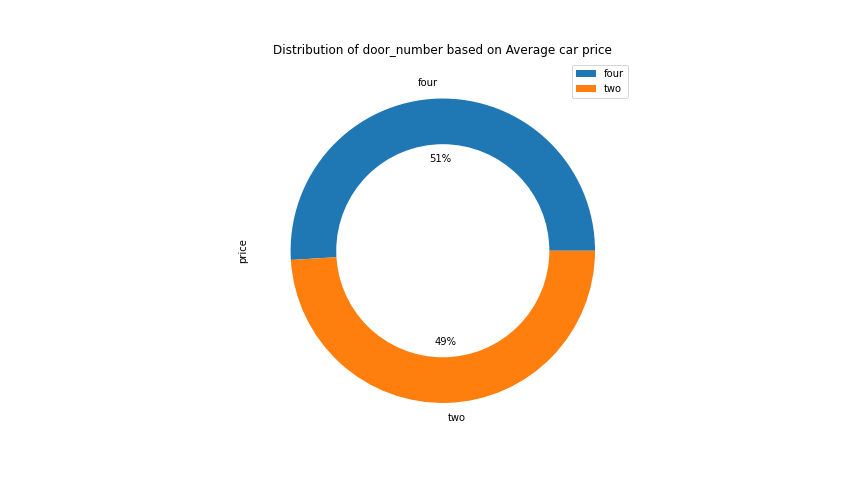 Distribution of door_number based on Average car price
four
two
four
51%
price
49%
two